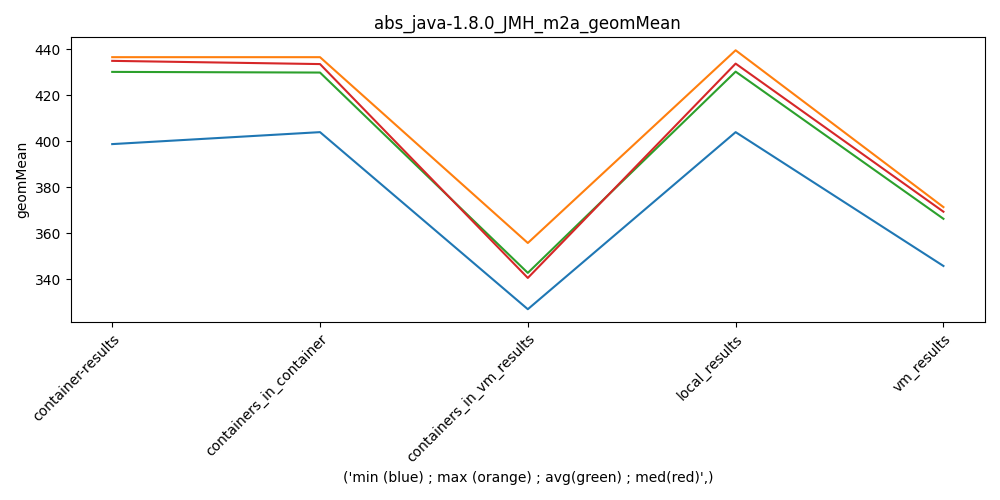 abs_java-1.8.0_JMH_m2a_geomMean
440
420
400
380
360
340
geomMean
container-results
containers_in_container
containers_in_vm_results
local_results
vm_results
('min (blue) ; max (orange) ; avg(green) ; med(red)',)